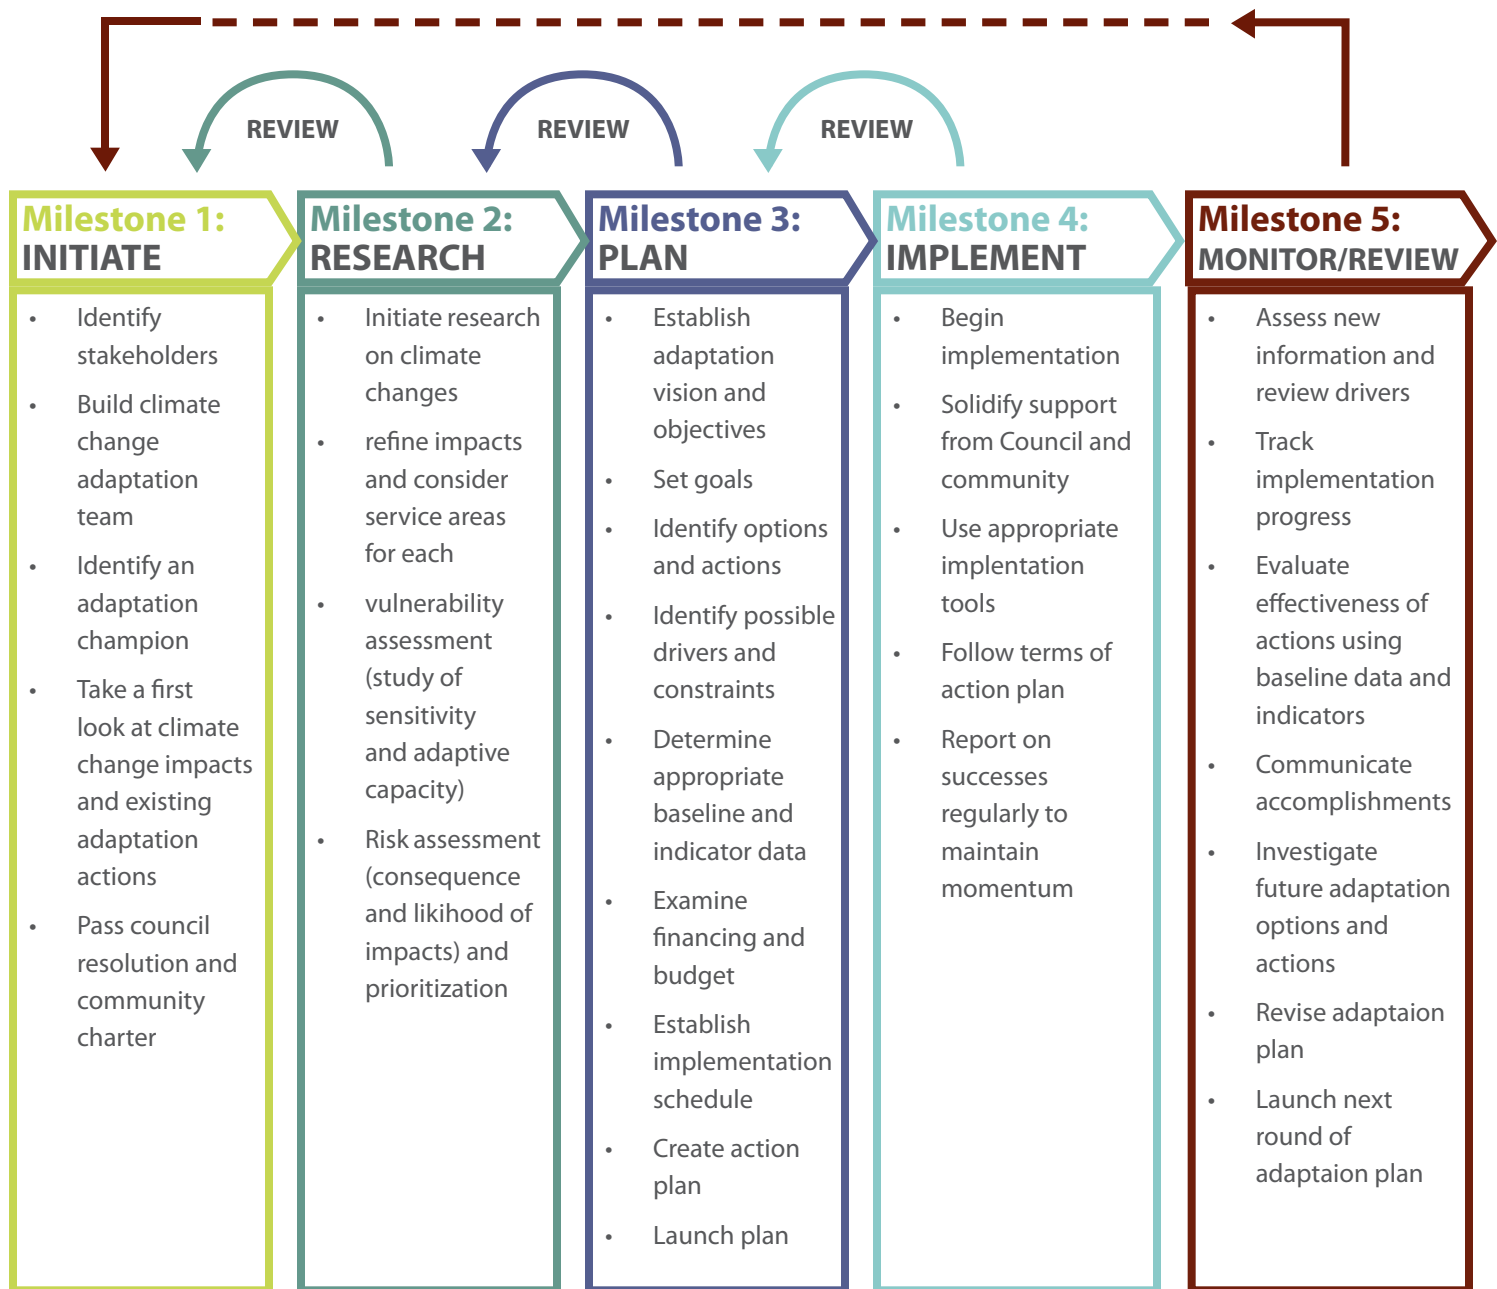 REVIEW
REVIEW
REVIEW
Milestone 1:
INITIATE
• Identify
stakeholders
• Build climate
change
adaptation
team
• Identify an
adaptation
champion
• Take a first
look at climate
change impacts
and existing
adaptation
actions
• Pass council
resolution and
community
charter
Milestone 2:
RESEARCH
• Initiate research
on climate
changes
• refine impacts
and consider
service areas
for each
• vulnerability
assessment
(study of
sensitivity
and adaptive
capacity)
• Risk assessment
(consequence
and likihood of
impacts) and
prioritization
Milestone 3:
PLAN
• Establish
adaptation
vision and
objectives
• Set goals
• Identify options
and actions
• Identify possible
drivers and
constraints
• Determine
appropriate
baseline and
indicator data
• Examine
financing and
budget
• Establish
implementation
schedule
• Create action
plan
• Launch plan
Milestone 4:
IMPLEMENT
• Begin
implementation
• Solidify support
from Council and
community
• Use appropriate
implentation
tools
• Follow terms of
action plan
• Report on
successes
regularly to
maintain
momentum
Milestone 5:
MONITOR/REVIEW
• Assess new
information and
review drivers
• Track
implementation
progress
• Evaluate
effectiveness of
actions using
baseline data and
indicators
• Communicate
accomplishments
• Investigate
future adaptation
options and
actions
• Revise adaptaion
plan
• Launch next
round of
adaptaion plan